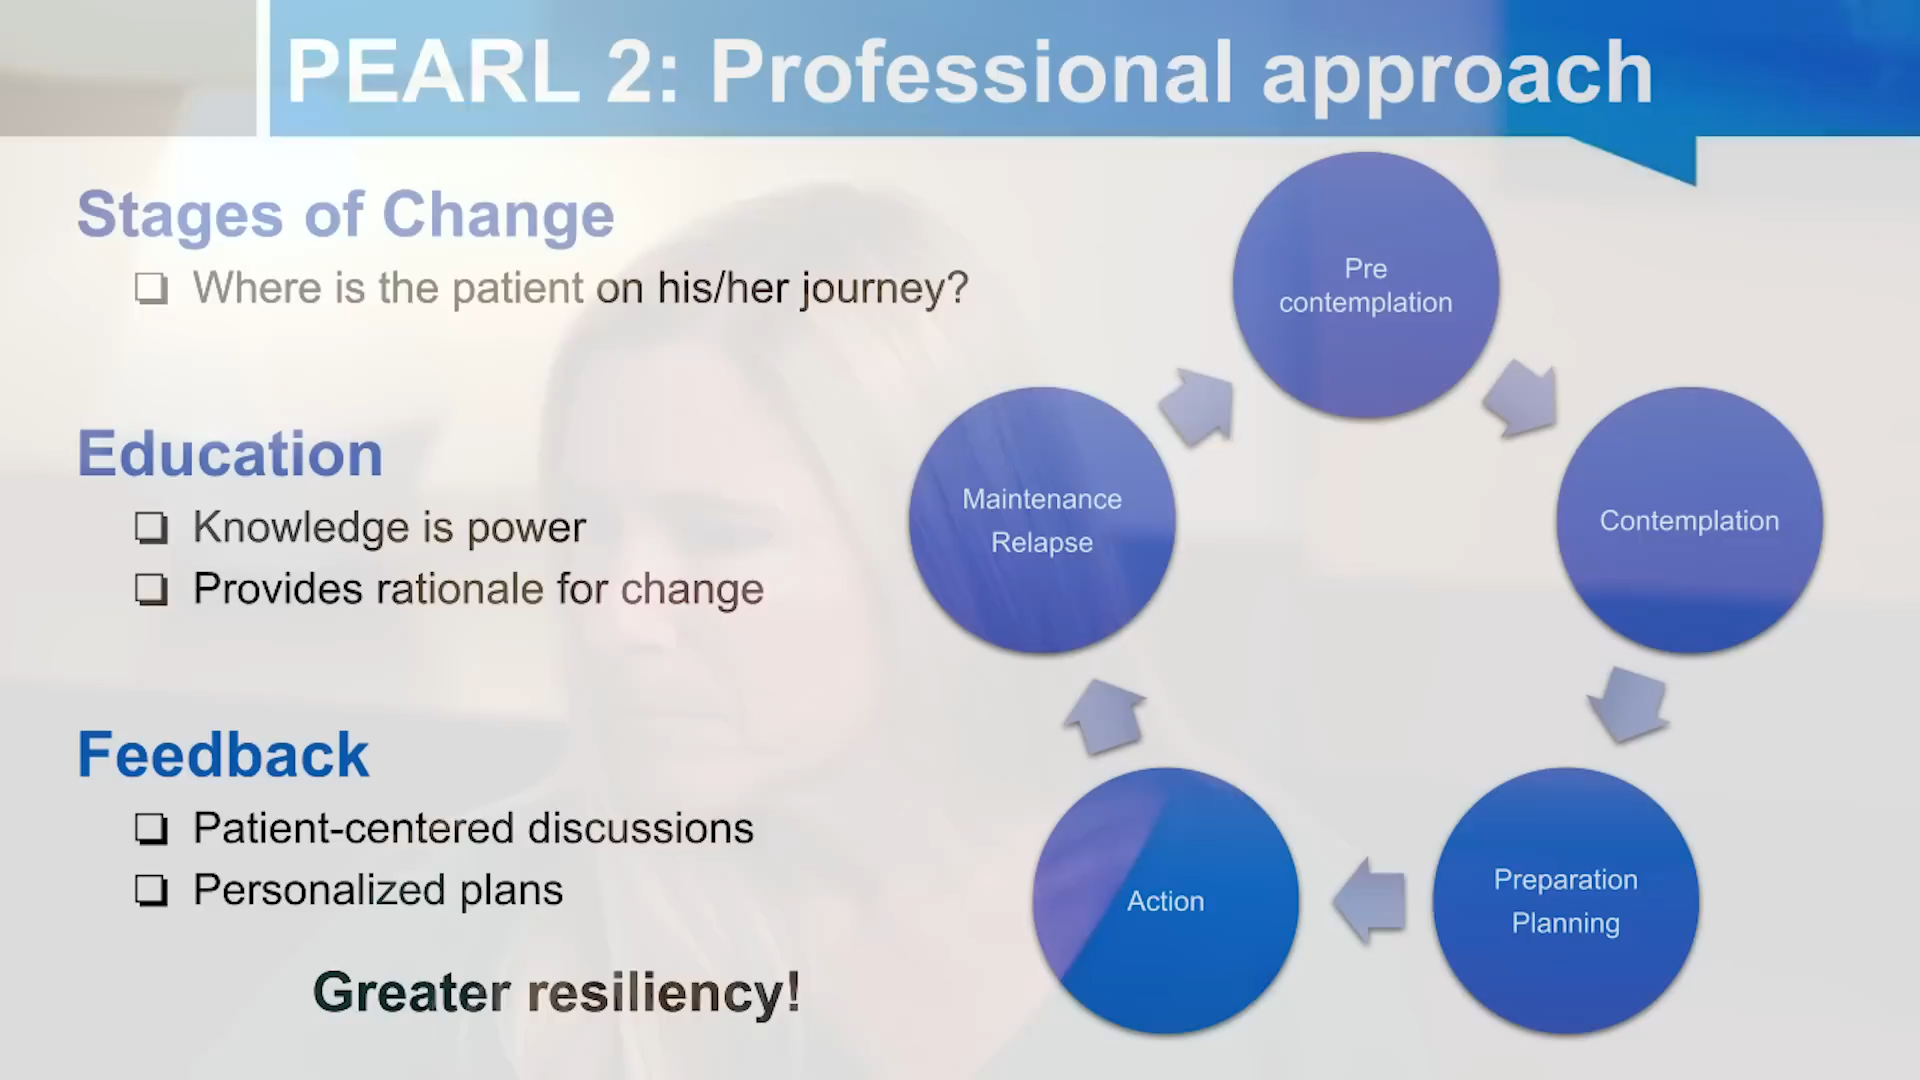 PEARL 2: Professional approach
Stages of Change
Where is the patient on his/her journey?
Education
Knowledge is power
Provides rationale for change
Feedback
Patient-centered discussions
Personalized plans
Greater resiliency!
Pre
contemplation
Contemplation
Preparation
Planning
Action
Maintenance
Relapse